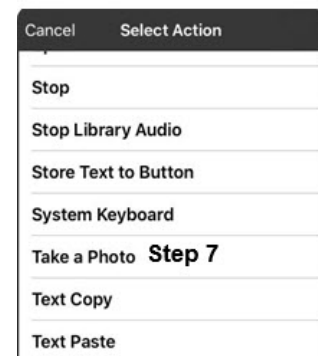 Cancel Select Action
Stop
Stop Library Audio
Store Text to Button
System Keyboard
Take a Photo Step 7
Text Copy
Text Paste